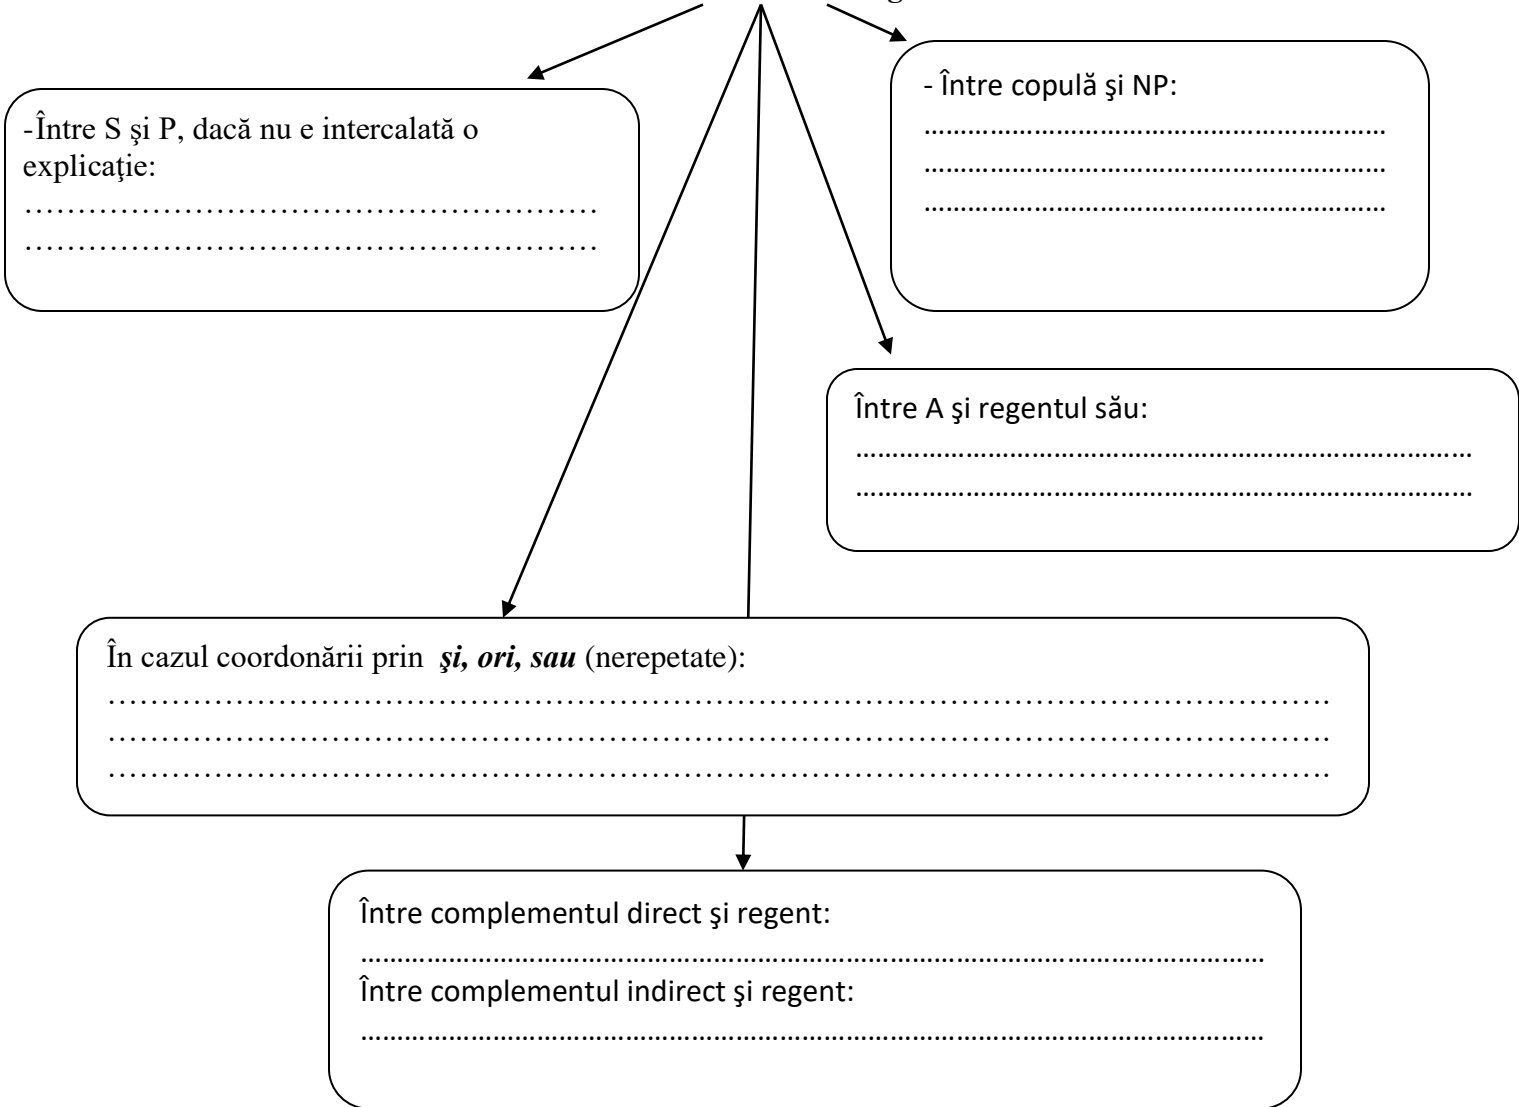 -Între S şi P, dacă nu e intercalată o
explicaţie:
……………………………………………
……………………………………………
- Între copulă şi NP:
……………………………………………………
……………………………………………………
……………………………………………………
Între A şi regentul său:
………………………………………………………………………
………………………………………………………………………
În cazul coordonării prin şi, ori, sau (nerepetate):
…………………………………………………………………………………………………….
…………………………………………………………………………………………………….
…………………………………………………………………………………………………….
Între complementul direct şi regent:
………………………………………………………………………………………………………
Între complementul indirect şi regent:
………………………………………………………………………………………………………